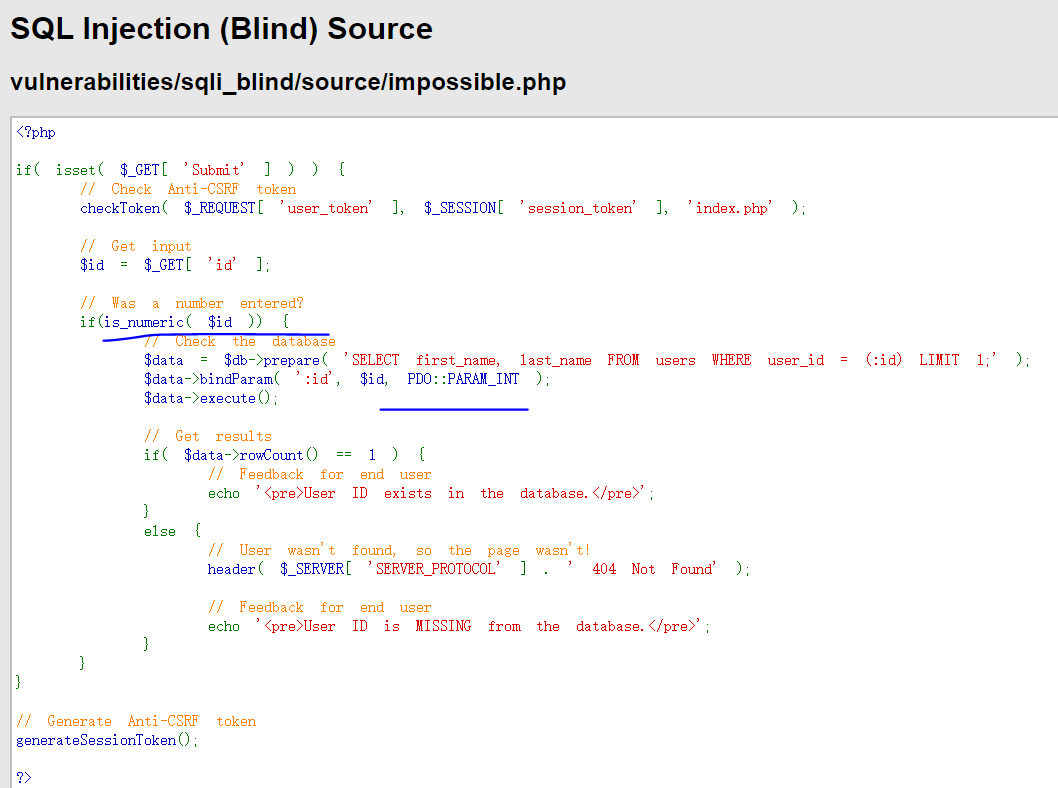 SQL Injection (Blind) Source
vulnerabilities/sqli_blind/source/impossible.php
<?php
if( isset( $_GET[ 'Submit' ] ) ) {
// Check Anti-CSRF token
checkToken( $_REQUEST[ 'user_token' ], $_SESSION[ 'session_token' ], 'index.php' );
// Get input
$id = $_GET[ 'id' ];
// Was a number entered?
if(is_numeric( $id )) {
// Check the database
$data = $db->prepare( 'SELECT first_name, last_name FROM users WHERE user_id = (:id) LIMIT 1;' );
$data->bindParam( ':id', $id, PDO::PARAM_INT );
$data->execute();
// Get results
if( $data->rowCount() == 1 ) {
// Feedback for end user
echo '<pre>User ID exists in the database.</pre>';
}
else {
// User wasn't found, so the page wasn't!
header( $_SERVER[ 'SERVER_PROTOCOL' ] . ' 404 Not Found' );
// Feedback for end user
echo '<pre>User ID is MISSING from the database.</pre>';
}
}
}
// Generate Anti-CSRF token
generateSessionToken();
?>